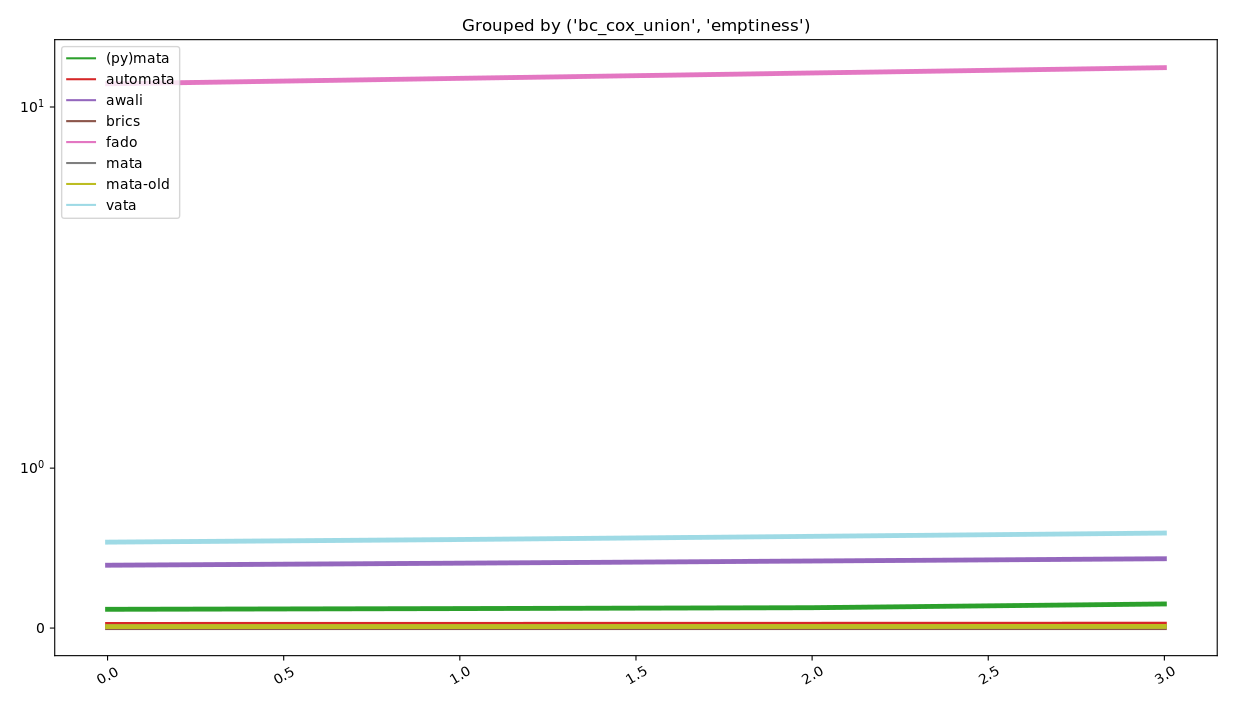 Grouped by ('bc_cox_union', 'emptiness')
(py)mata
automata
awali
brics
fado
mata
mata-old
vata
10¹
10⁰
0
0.0 0.5 1.0 1.5 2.0 2.5 3.0